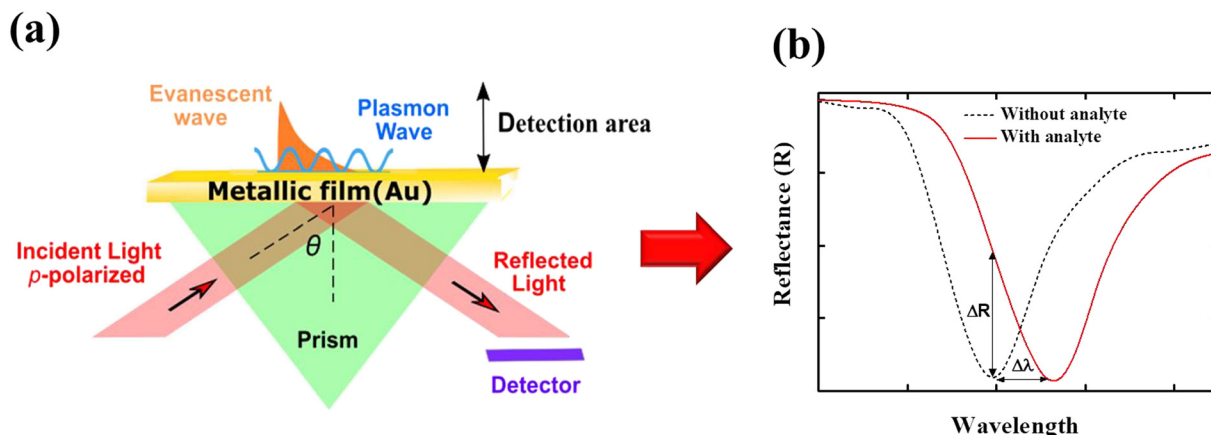 (a)
Evanescent
wave
Plasmon
Wave
Detection area
Metallic film(Au)
Incident Light
p-polarized
θ
Reflected
Light
Prism
Detector
(b)
Without analyte
With analyte
Reflectance (R)
ΔR
Δλ
Wavelength